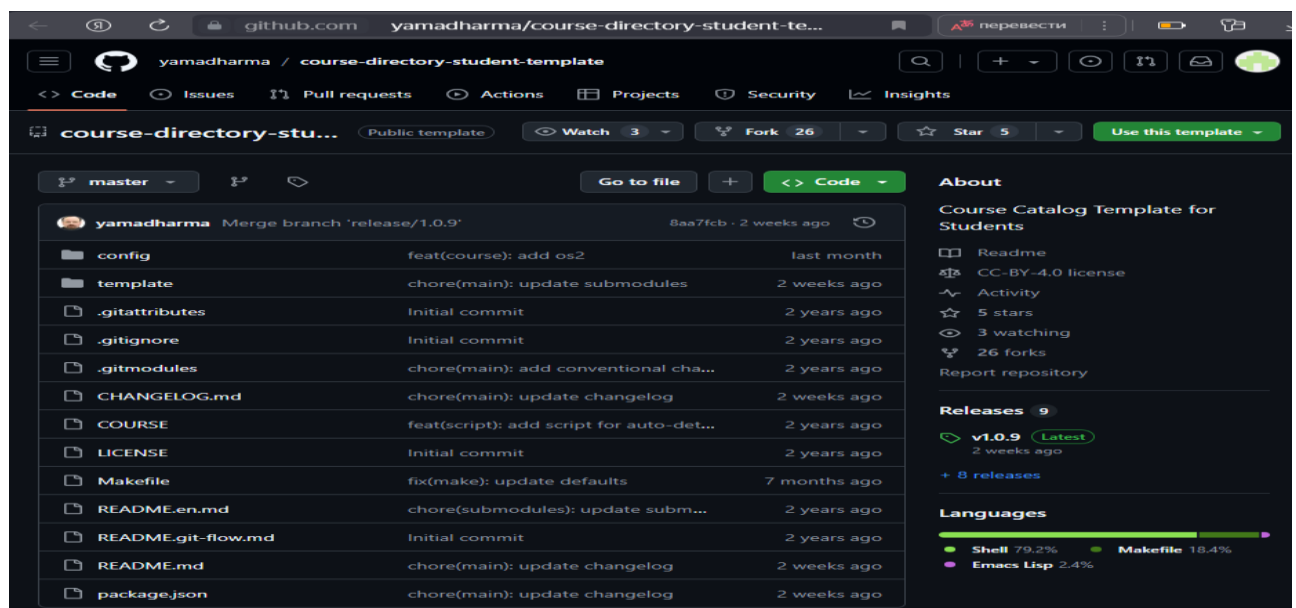 Я github.com yamadharma/course-directory-student-te... перевести
yamadharma / course-directory-student-template
<> Code Issues Pull requests Actions Projects Security Insights
course-directory-stu... Public template Watch 3 Fork 26 Star 5 Use this template
master Go to file + <> Code
yamadharma Merge branch 'release/1.0.9' 8aa7fcb · 2 weeks ago
config feat(course): add os2 last month
template chore(main): update submodules 2 weeks ago
.gitattributes Initial commit 2 years ago
.gitignore Initial commit 2 years ago
.gitmodules chore(main): add conventional cha... 2 years ago
CHANGELOG.md chore(main): update changelog 2 weeks ago
COURSE feat(script): add script for auto-det... 2 years ago
LICENSE Initial commit 2 years ago
Makefile fix(make): update defaults 7 months ago
README.en.md chore(submodules): update subm... 2 years ago
README.git-flow.md Initial commit 2 years ago
README.md chore(main): update changelog 2 weeks ago
package.json chore(main): update changelog 2 weeks ago
About
Course Catalog Template for
Students
Readme
CC-BY-4.0 license
Activity
5 stars
3 watching
26 forks
Report repository
Releases 9
v1.0.9 Latest
2 weeks ago
+ 8 releases
Languages
Shell 79.2% Makefile 18.4%
Emacs Lisp 2.4%